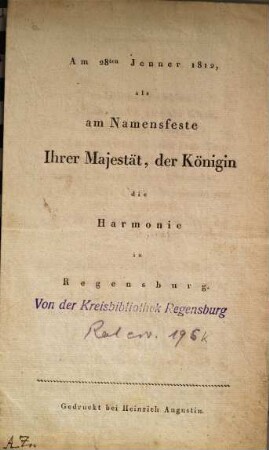 Am 28sten Jenner 1812,
als
am Namensfeste
Ihrer Majestät, der Königin
die
Harmonie
in
Regensburg.
Von der Kreisbibliothek Regensburg
Rat. civ. 196k
Gedruckt bei Heinrich Augustin.